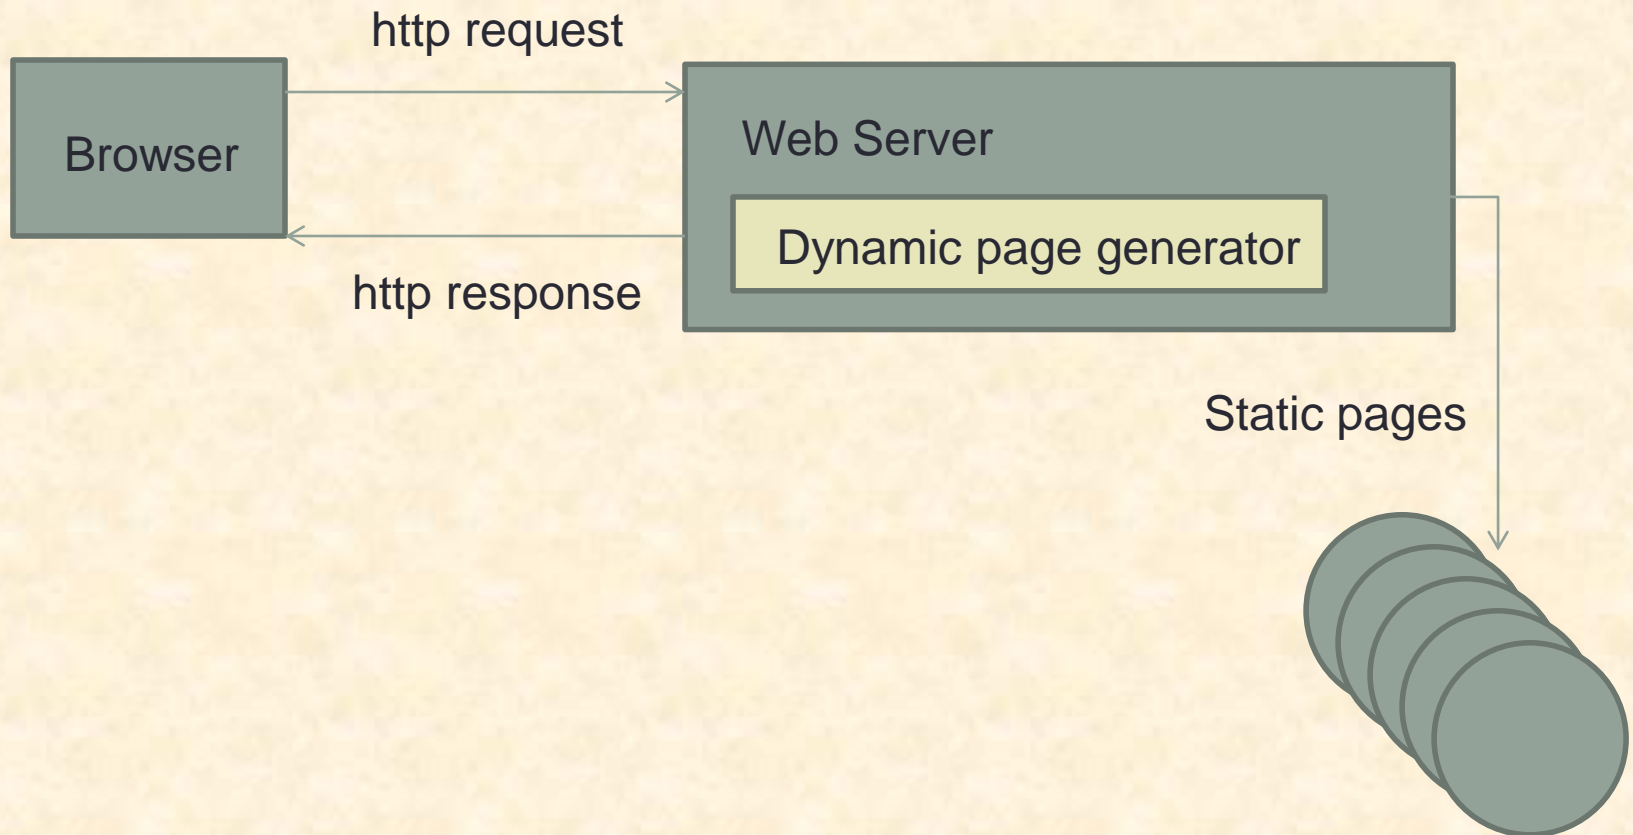 http request
Browser
Web Server
Dynamic page generator
http response
Static pages